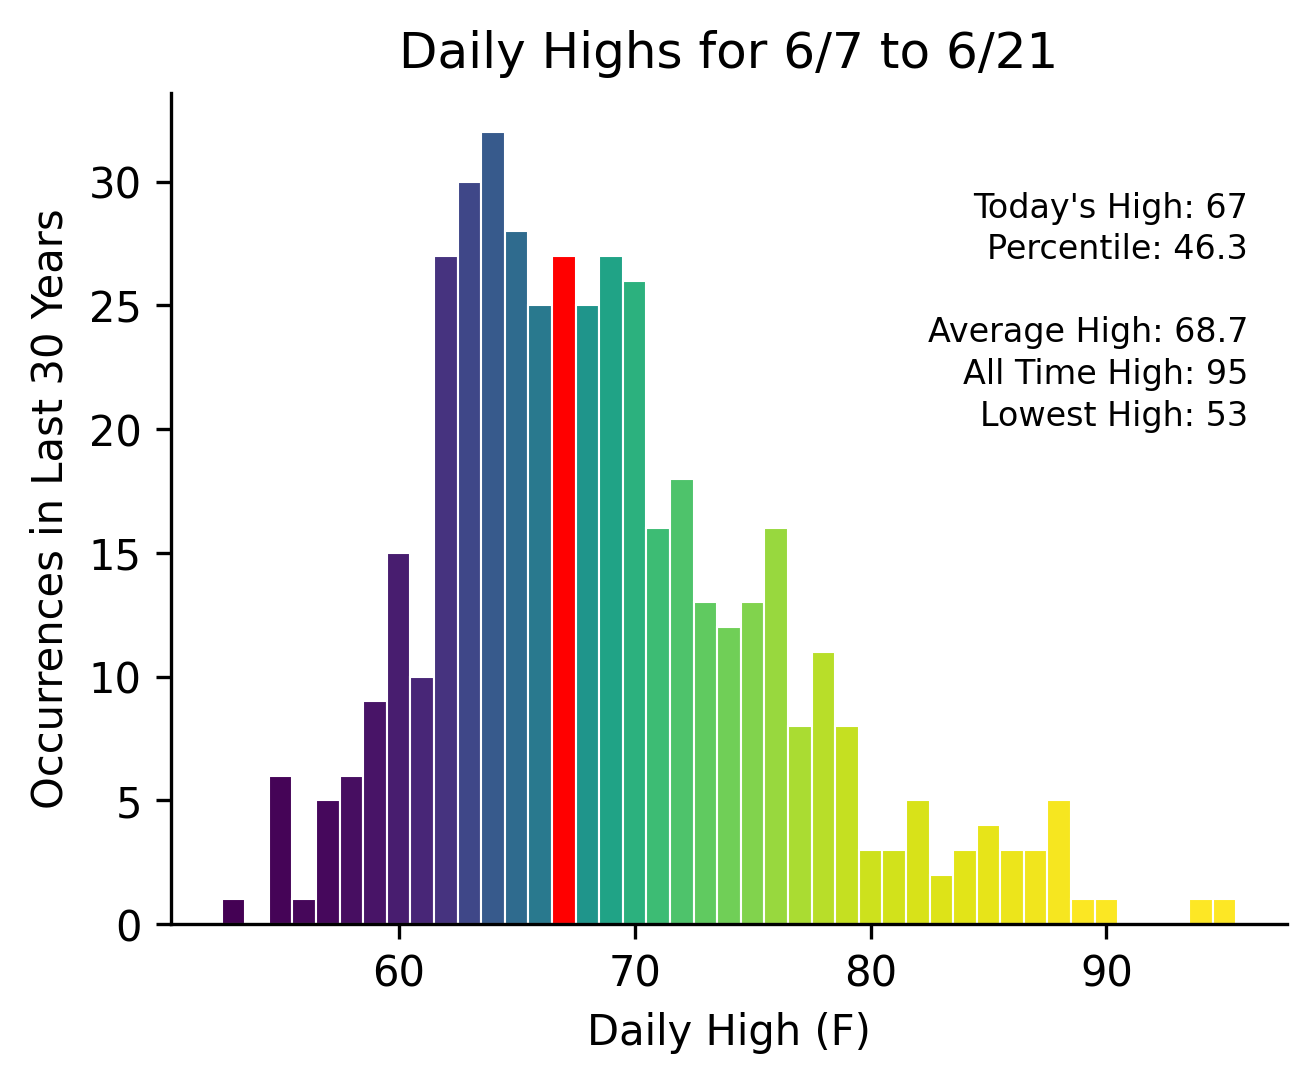 Daily Highs for 6/7 to 6/21
Occurrences in Last 30 Years
30
25
20
15
10
5
0
Today's High: 67
Percentile: 46.3
Average High: 68.7
All Time High: 95
Lowest High: 53
60 70 80 90
Daily High (F)